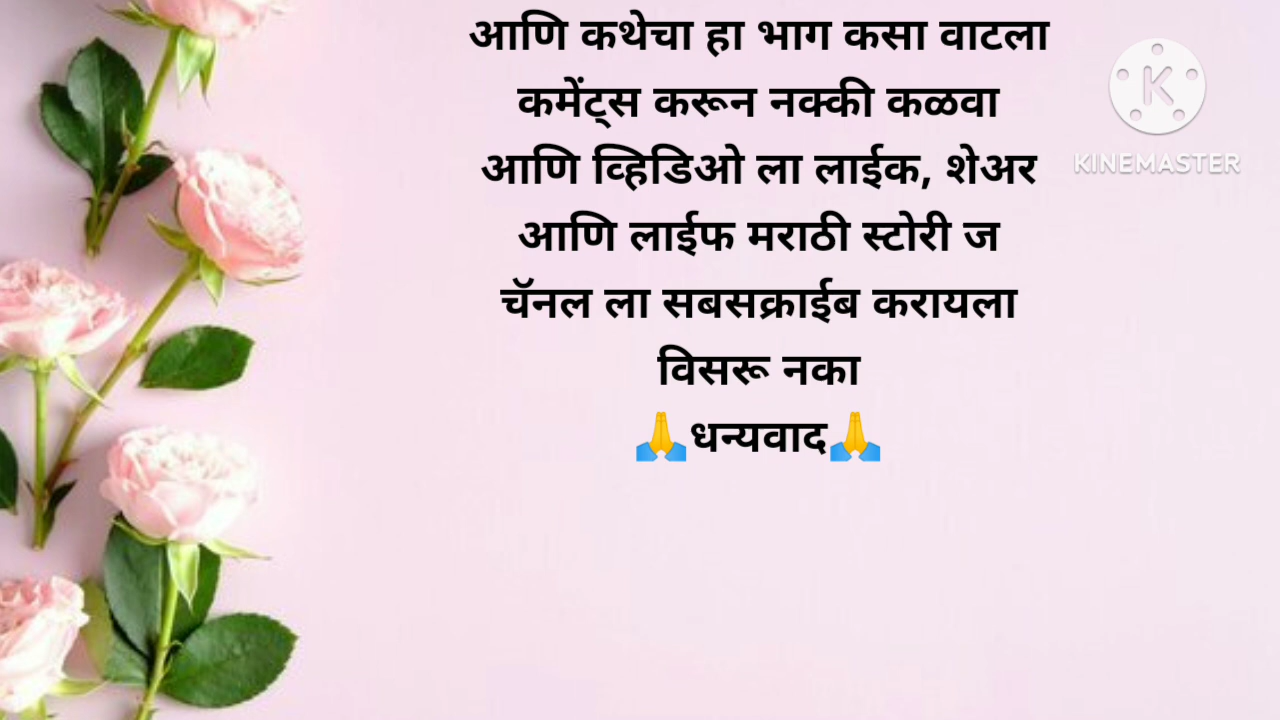 आणि कथेचा हा भाग कसा वाटला
कमेंट्स करून नक्की कळवा
आणि व्हिडिओ ला लाईक, शेअर
आणि लाईफ मराठी स्टोरी ज
चॅनल ला सबसक्राईब करायला
विसरू नका
🙏धन्यवाद🙏
K
KINEMASTER